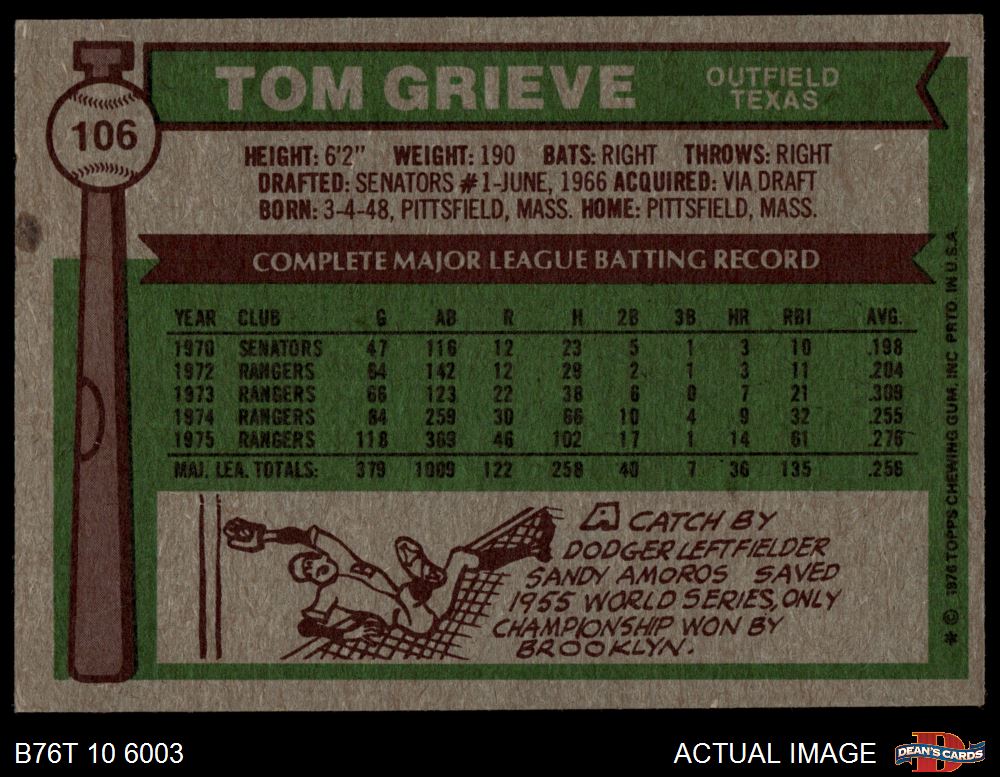 106
TOM GRIEVE
OUTFIELD
TEXAS
HEIGHT: 6'2" WEIGHT: 190 BATS: RIGHT THROWS: RIGHT
DRAFTED: SENATORS #1-JUNE, 1966 ACQUIRED: VIA DRAFT
BORN: 3-4-48, PITTSFIELD, MASS. HOME: PITTSFIELD, MASS.
COMPLETE MAJOR LEAGUE BATTING RECORD
YEAR CLUB G AB R H 2B 3B HR RBI AVG.
1970 SENATORS 47 116 12 23 5 1 3 10 .198
1972 RANGERS 64 142 12 29 2 1 3 11 .204
1973 RANGERS 66 123 22 38 6 0 7 21 .309
1974 RANGERS 84 259 30 66 10 4 9 32 .255
1975 RANGERS 118 369 46 102 17 1 14 61 .276
MAJ. LEA. TOTALS: 379 1009 122 258 40 7 36 135 .256
A CATCH BY
DODGER LEFTFIELDER
SANDY AMOROS SAVED
1955 WORLD SERIES, ONLY
CHAMPIONSHIP WON BY
BROOKLYN.
* © 1976 TOPPS CHEWING GUM, INC PRTD. IN U.S.A.
B76T 10 6003
ACTUAL IMAGE
DEAN'S CARDS